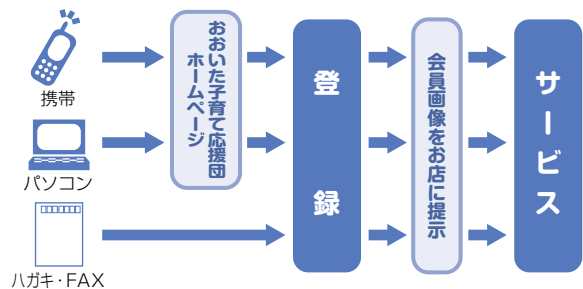 携帯
パソコン
ハガキ・FAX
おおいた子育て応援団
ホームページ
登録
会員画像をお店に提示
サービス